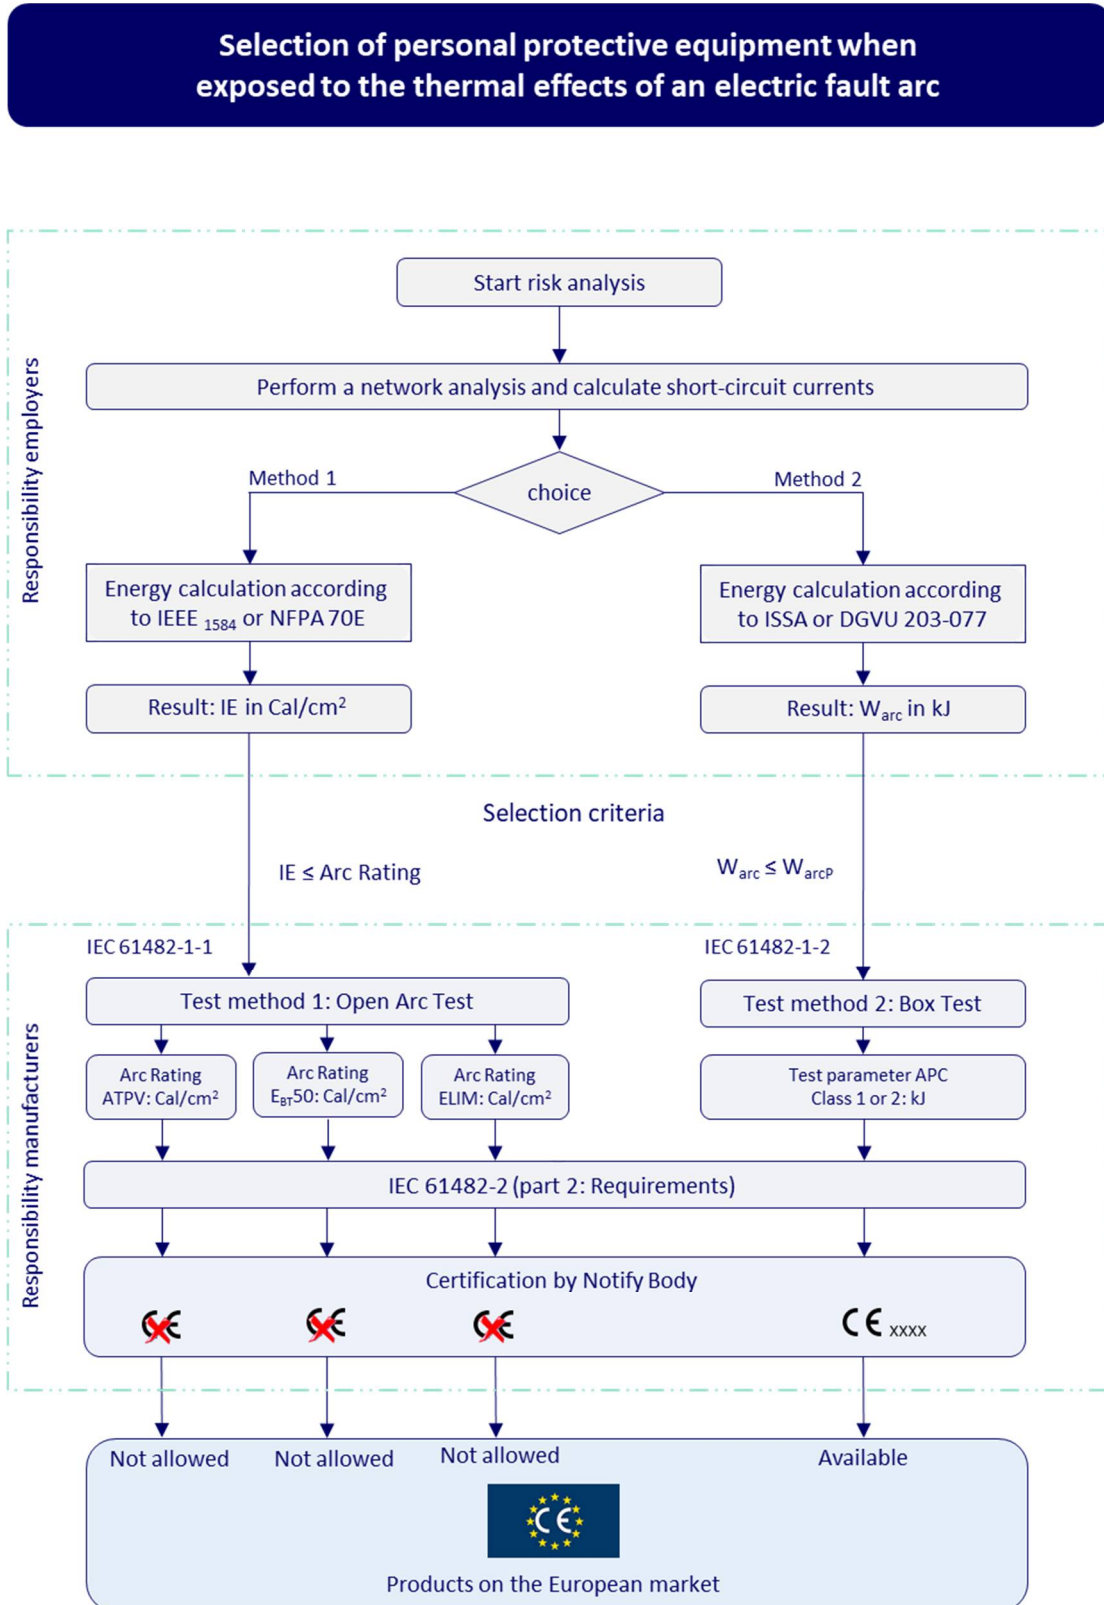 Selection of personal protective equipment when
exposed to the thermal effects of an electric fault arc
Responsibility employers
Start risk analysis
Perform a network analysis and calculate short-circuit currents
choice
Method 1
Method 2
Energy calculation according
to IEEE 1584 or NFPA 70E
Energy calculation according
to ISSA or DGVU 203-077
Result: IE in Cal/cm²
Result: Warc in kJ
Selection criteria
IE ≤ Arc Rating
Warc ≤ WarcP
Responsibility manufacturers
IEC 61482-1-1
IEC 61482-1-2
Test method 1: Open Arc Test
Test method 2: Box Test
Arc Rating
ATPV: Cal/cm²
Arc Rating
EBT50: Cal/cm²
Arc Rating
ELIM: Cal/cm²
Test parameter APC
Class 1 or 2: kJ
IEC 61482-2 (part 2: Requirements)
Certification by Notify Body
CE
CE
CE
CE xxxx
Not allowed
Not allowed
Not allowed
Available
CE
Products on the European market